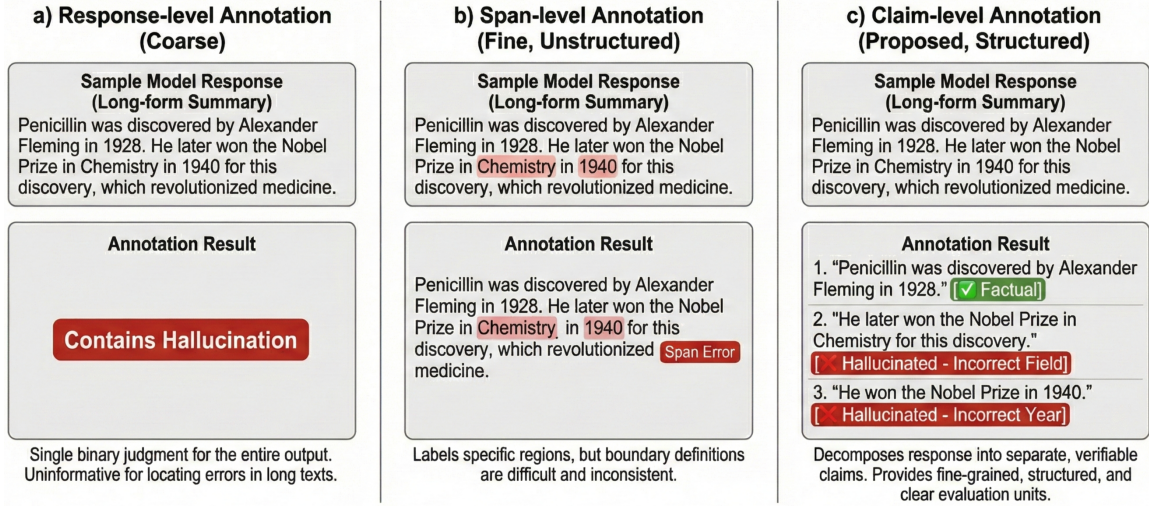 a) Response-level Annotation
(Coarse)
Sample Model Response
(Long-form Summary)
Penicillin was discovered by Alexander
Fleming in 1928. He later won the Nobel
Prize in Chemistry in 1940 for this
discovery, which revolutionized medicine.
Annotation Result
Contains Hallucination
Single binary judgment for the entire output.
Uninformative for locating errors in long texts.
b) Span-level Annotation
(Fine, Unstructured)
Sample Model Response
(Long-form Summary)
Penicillin was discovered by Alexander
Fleming in 1928. He later won the Nobel
Prize in Chemistry in 1940 for this
discovery, which revolutionized medicine.
Annotation Result
Penicillin was discovered by Alexander
Fleming in 1928. He later won the Nobel
Prize in Chemistry in 1940 for this
discovery, which revolutionized Span Error
medicine.
Labels specific regions, but boundary definitions
are difficult and inconsistent.
c) Claim-level Annotation
(Proposed, Structured)
Sample Model Response
(Long-form Summary)
Penicillin was discovered by Alexander
Fleming in 1928. He later won the Nobel
Prize in Chemistry in 1940 for this
discovery, which revolutionized medicine.
Annotation Result
1. “Penicillin was discovered by Alexander
Fleming in 1928.” [✅ Factual]
2. "He later won the Nobel Prize in
Chemistry for this discovery."
[❌ Hallucinated - Incorrect Field]
3. “He won the Nobel Prize in 1940.”
[❌ Hallucinated - Incorrect Year]
Decomposes response into separate, verifiable
claims. Provides fine-grained, structured, and
clear evaluation units.